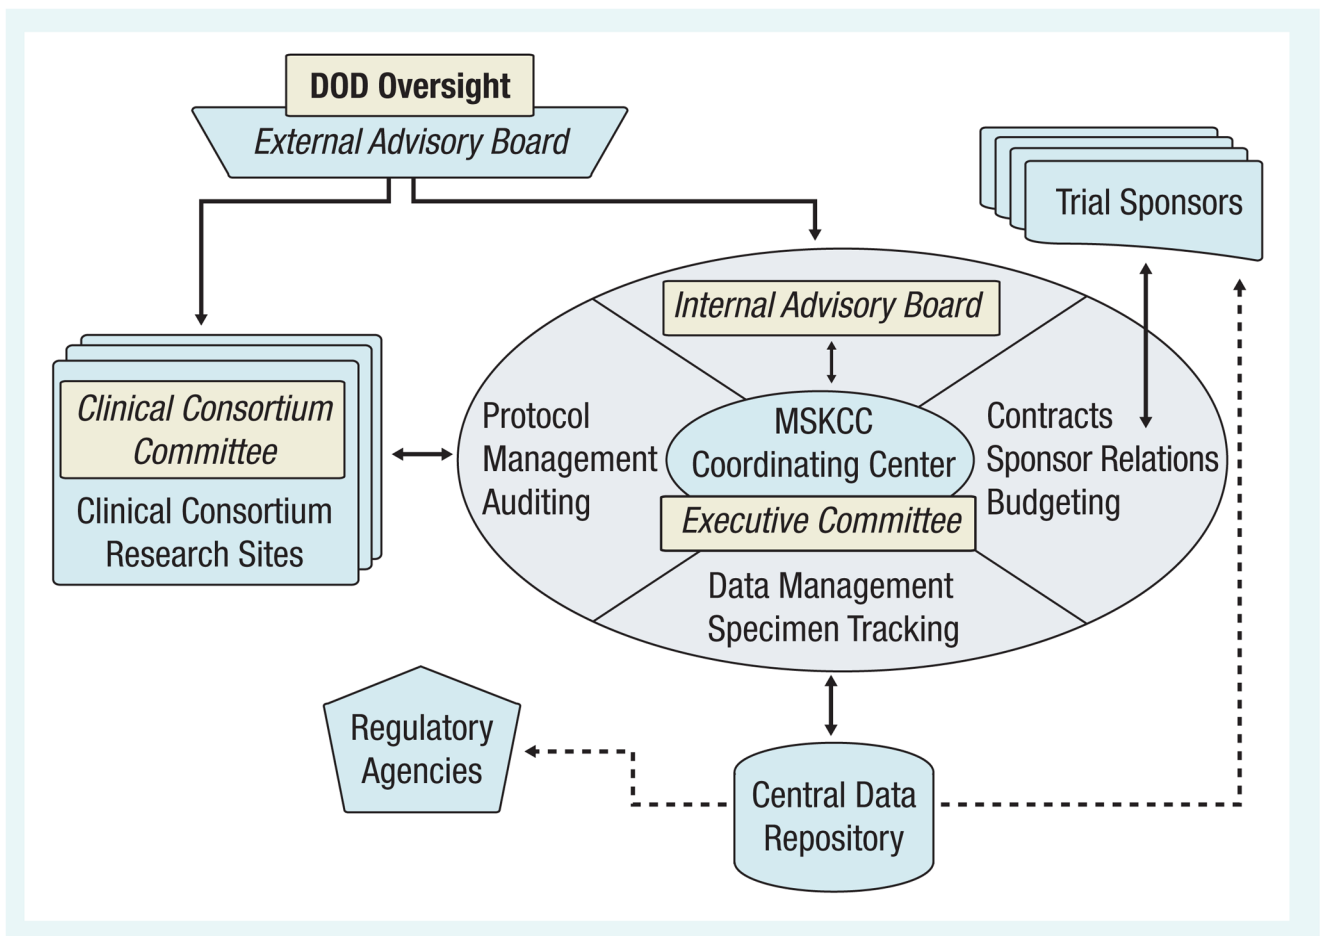 DOD Oversight
External Advisory Board
Trial Sponsors
Internal Advisory Board
Clinical Consortium
Committee
Clinical Consortium
Research Sites
Protocol
Management
Auditing
MSKCC
Coordinating Center
Executive Committee
Contracts
Sponsor Relations
Budgeting
Data Management
Specimen Tracking
Regulatory
Agencies
Central Data
Repository